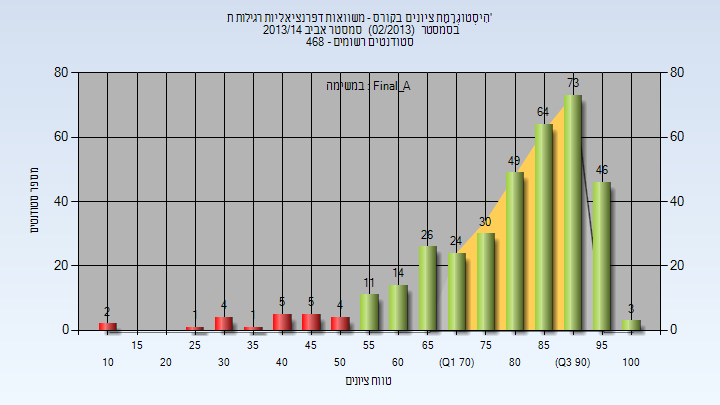 היסטוגרמת ציונים בקורס - משוואות דפרנציאליות רגילות ת'
בסמסטר (02/2013) סמסטר אביב 2013/14
סטודנטים רשומים - 468
במשימה : Final_A
80 80
60 60
40 40
20 20
0 0
מספר סטודנטים
2 1 4 1 5 5 4 11 14 26 24 30 49 64 73 46 3
15 25 35 45 55 65 75 85 95
10 20 30 40 50 60 (Q1 70) 80 (Q3 90) 100
טווח ציונים